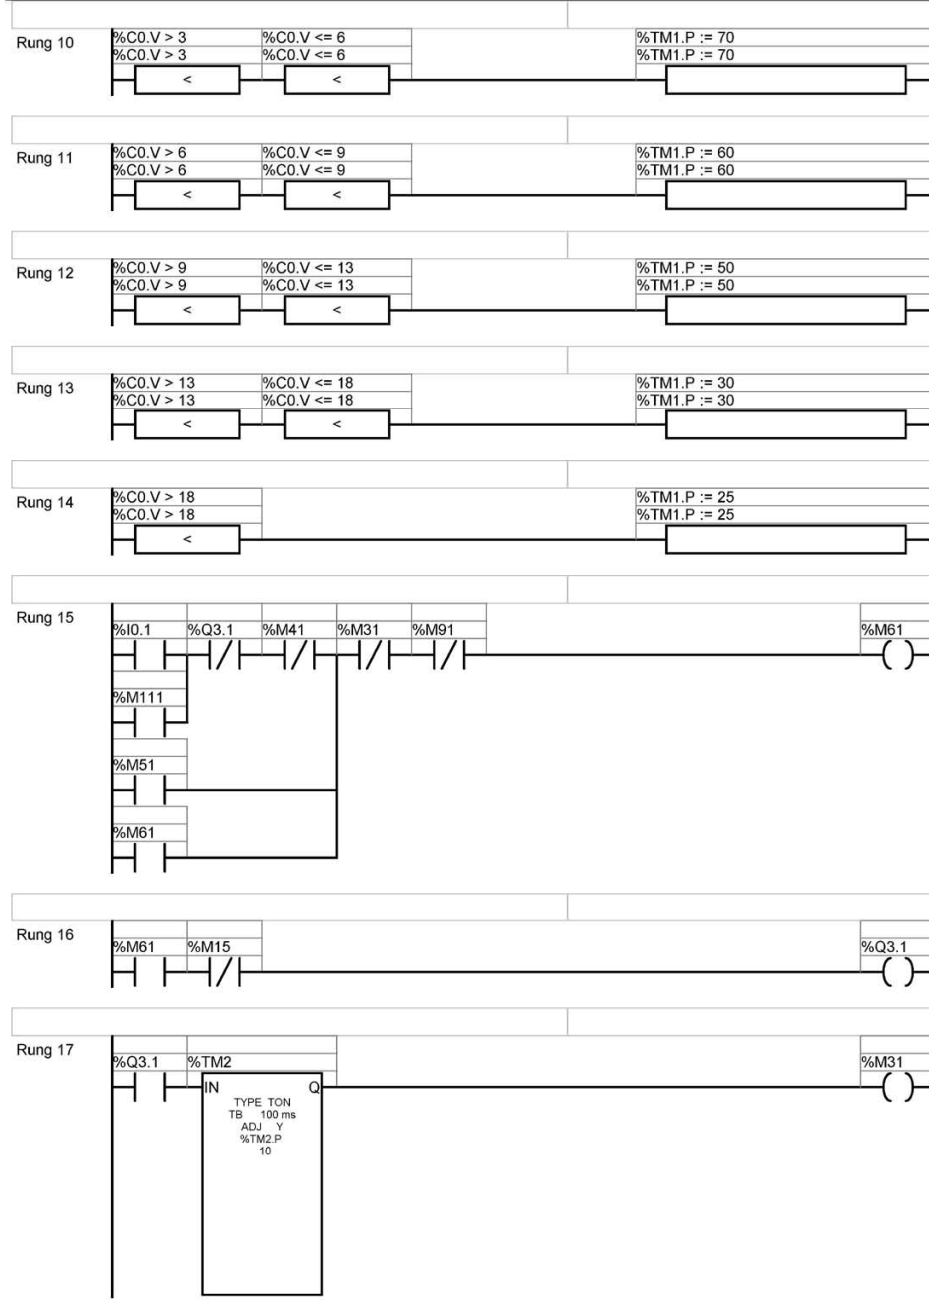 Rung 10
%C0.V > 3 %C0.V <= 6 %TM1.P := 70
%C0.V > 3 %C0.V <= 6 %TM1.P := 70
< <
Rung 11
%C0.V > 6 %C0.V <= 9 %TM1.P := 60
%C0.V > 6 %C0.V <= 9 %TM1.P := 60
< <
Rung 12
%C0.V > 9 %C0.V <= 13 %TM1.P := 50
%C0.V > 9 %C0.V <= 13 %TM1.P := 50
< <
Rung 13
%C0.V > 13 %C0.V <= 18 %TM1.P := 30
%C0.V > 13 %C0.V <= 18 %TM1.P := 30
< <
Rung 14
%C0.V > 18 %TM1.P := 25
%C0.V > 18 %TM1.P := 25
<
Rung 15
%I0.1 %Q3.1 %M41 %M31 %M91 %M61
%M111
%M51
%M61
Rung 16
%M61 %M15 %Q3.1
Rung 17
%Q3.1 %TM2 %M31
IN Q
TYPE TON
TB 100 ms
ADJ Y
%TM2.P
10